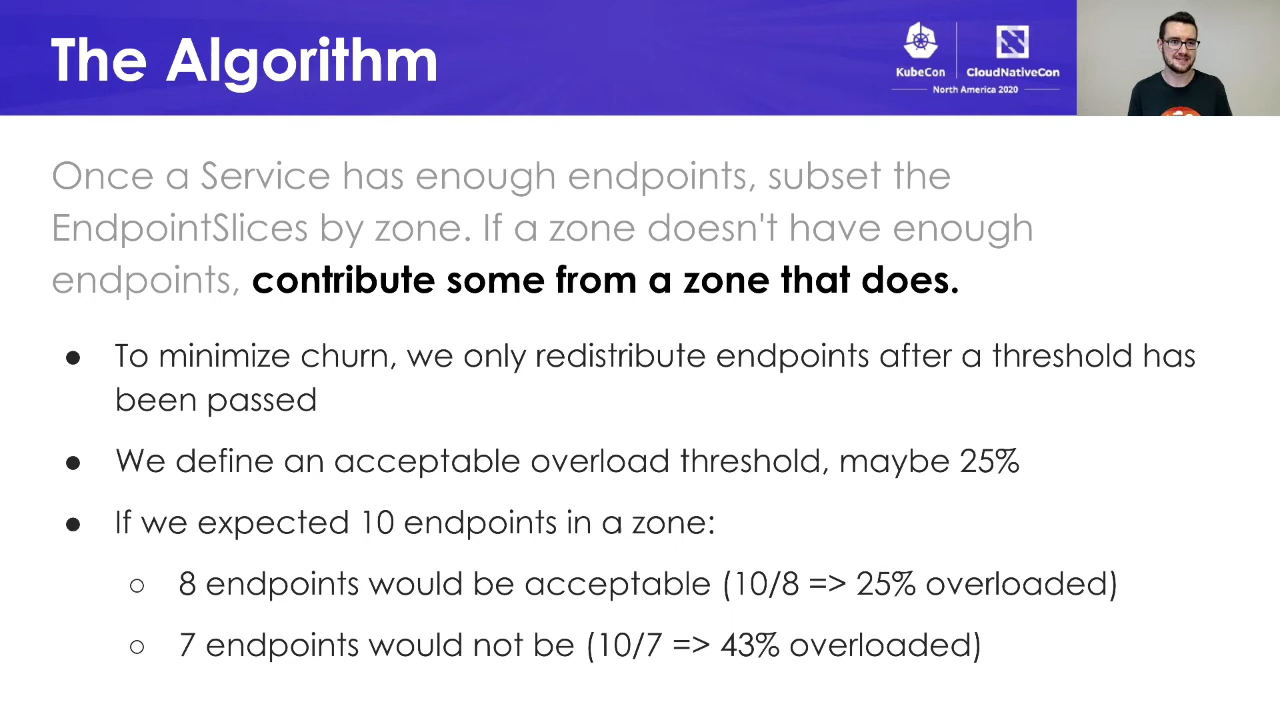 The Algorithm
KubeCon
CloudNativeCon
North America 2020
Once a Service has enough endpoints, subset the
EndpointSlices by zone. If a zone doesn't have enough
endpoints, contribute some from a zone that does.
● To minimize churn, we only redistribute endpoints after a threshold has
been passed
● We define an acceptable overload threshold, maybe 25%
● If we expected 10 endpoints in a zone:
○ 8 endpoints would be acceptable (10/8 => 25% overloaded)
○ 7 endpoints would not be (10/7 => 43% overloaded)